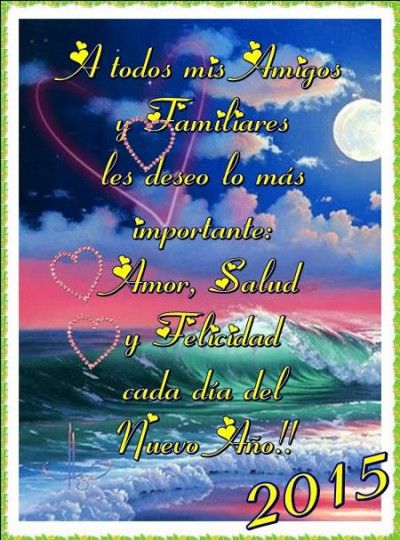 A todos mis Amigos
y Familiares
les deseo lo más
importante:
Amor, Salud
y Felicidad
cada día del
Nuevo Año!!
2015